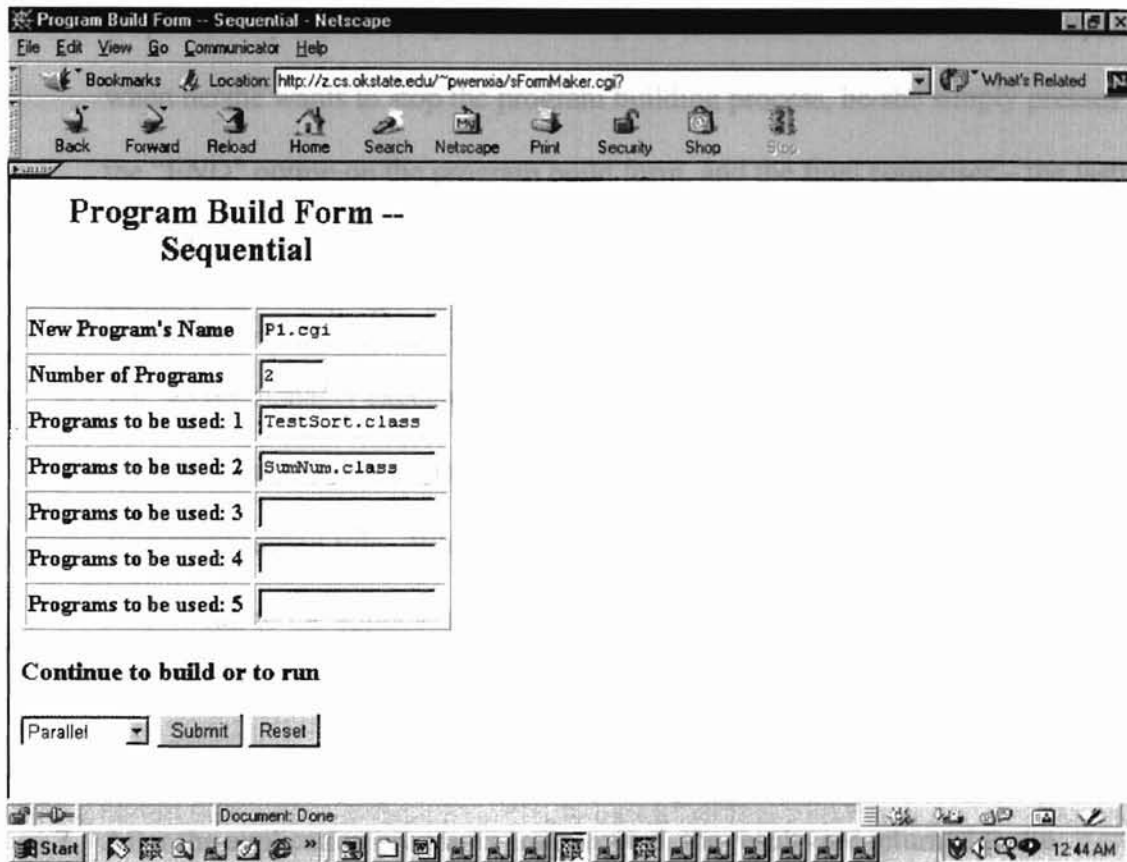 Program Build Form -- Sequential - Netscape
File Edit View Go Communicator Help
Bookmarks Location: http://z.cs.okstate.edu/~pwenxia/sFormMaker.cgi? What's Related N
Back Forward Reload Home Search Netscape Print Security Shop Stop
Program Build Form --
Sequential
New Program's Name P1.cgi
Number of Programs 2
Programs to be used: 1 TestSort.class
Programs to be used: 2 SumNum.class
Programs to be used: 3
Programs to be used: 4
Programs to be used: 5
Continue to build or to run
Parallel Submit Reset
Document: Done
Start 12:44 AM